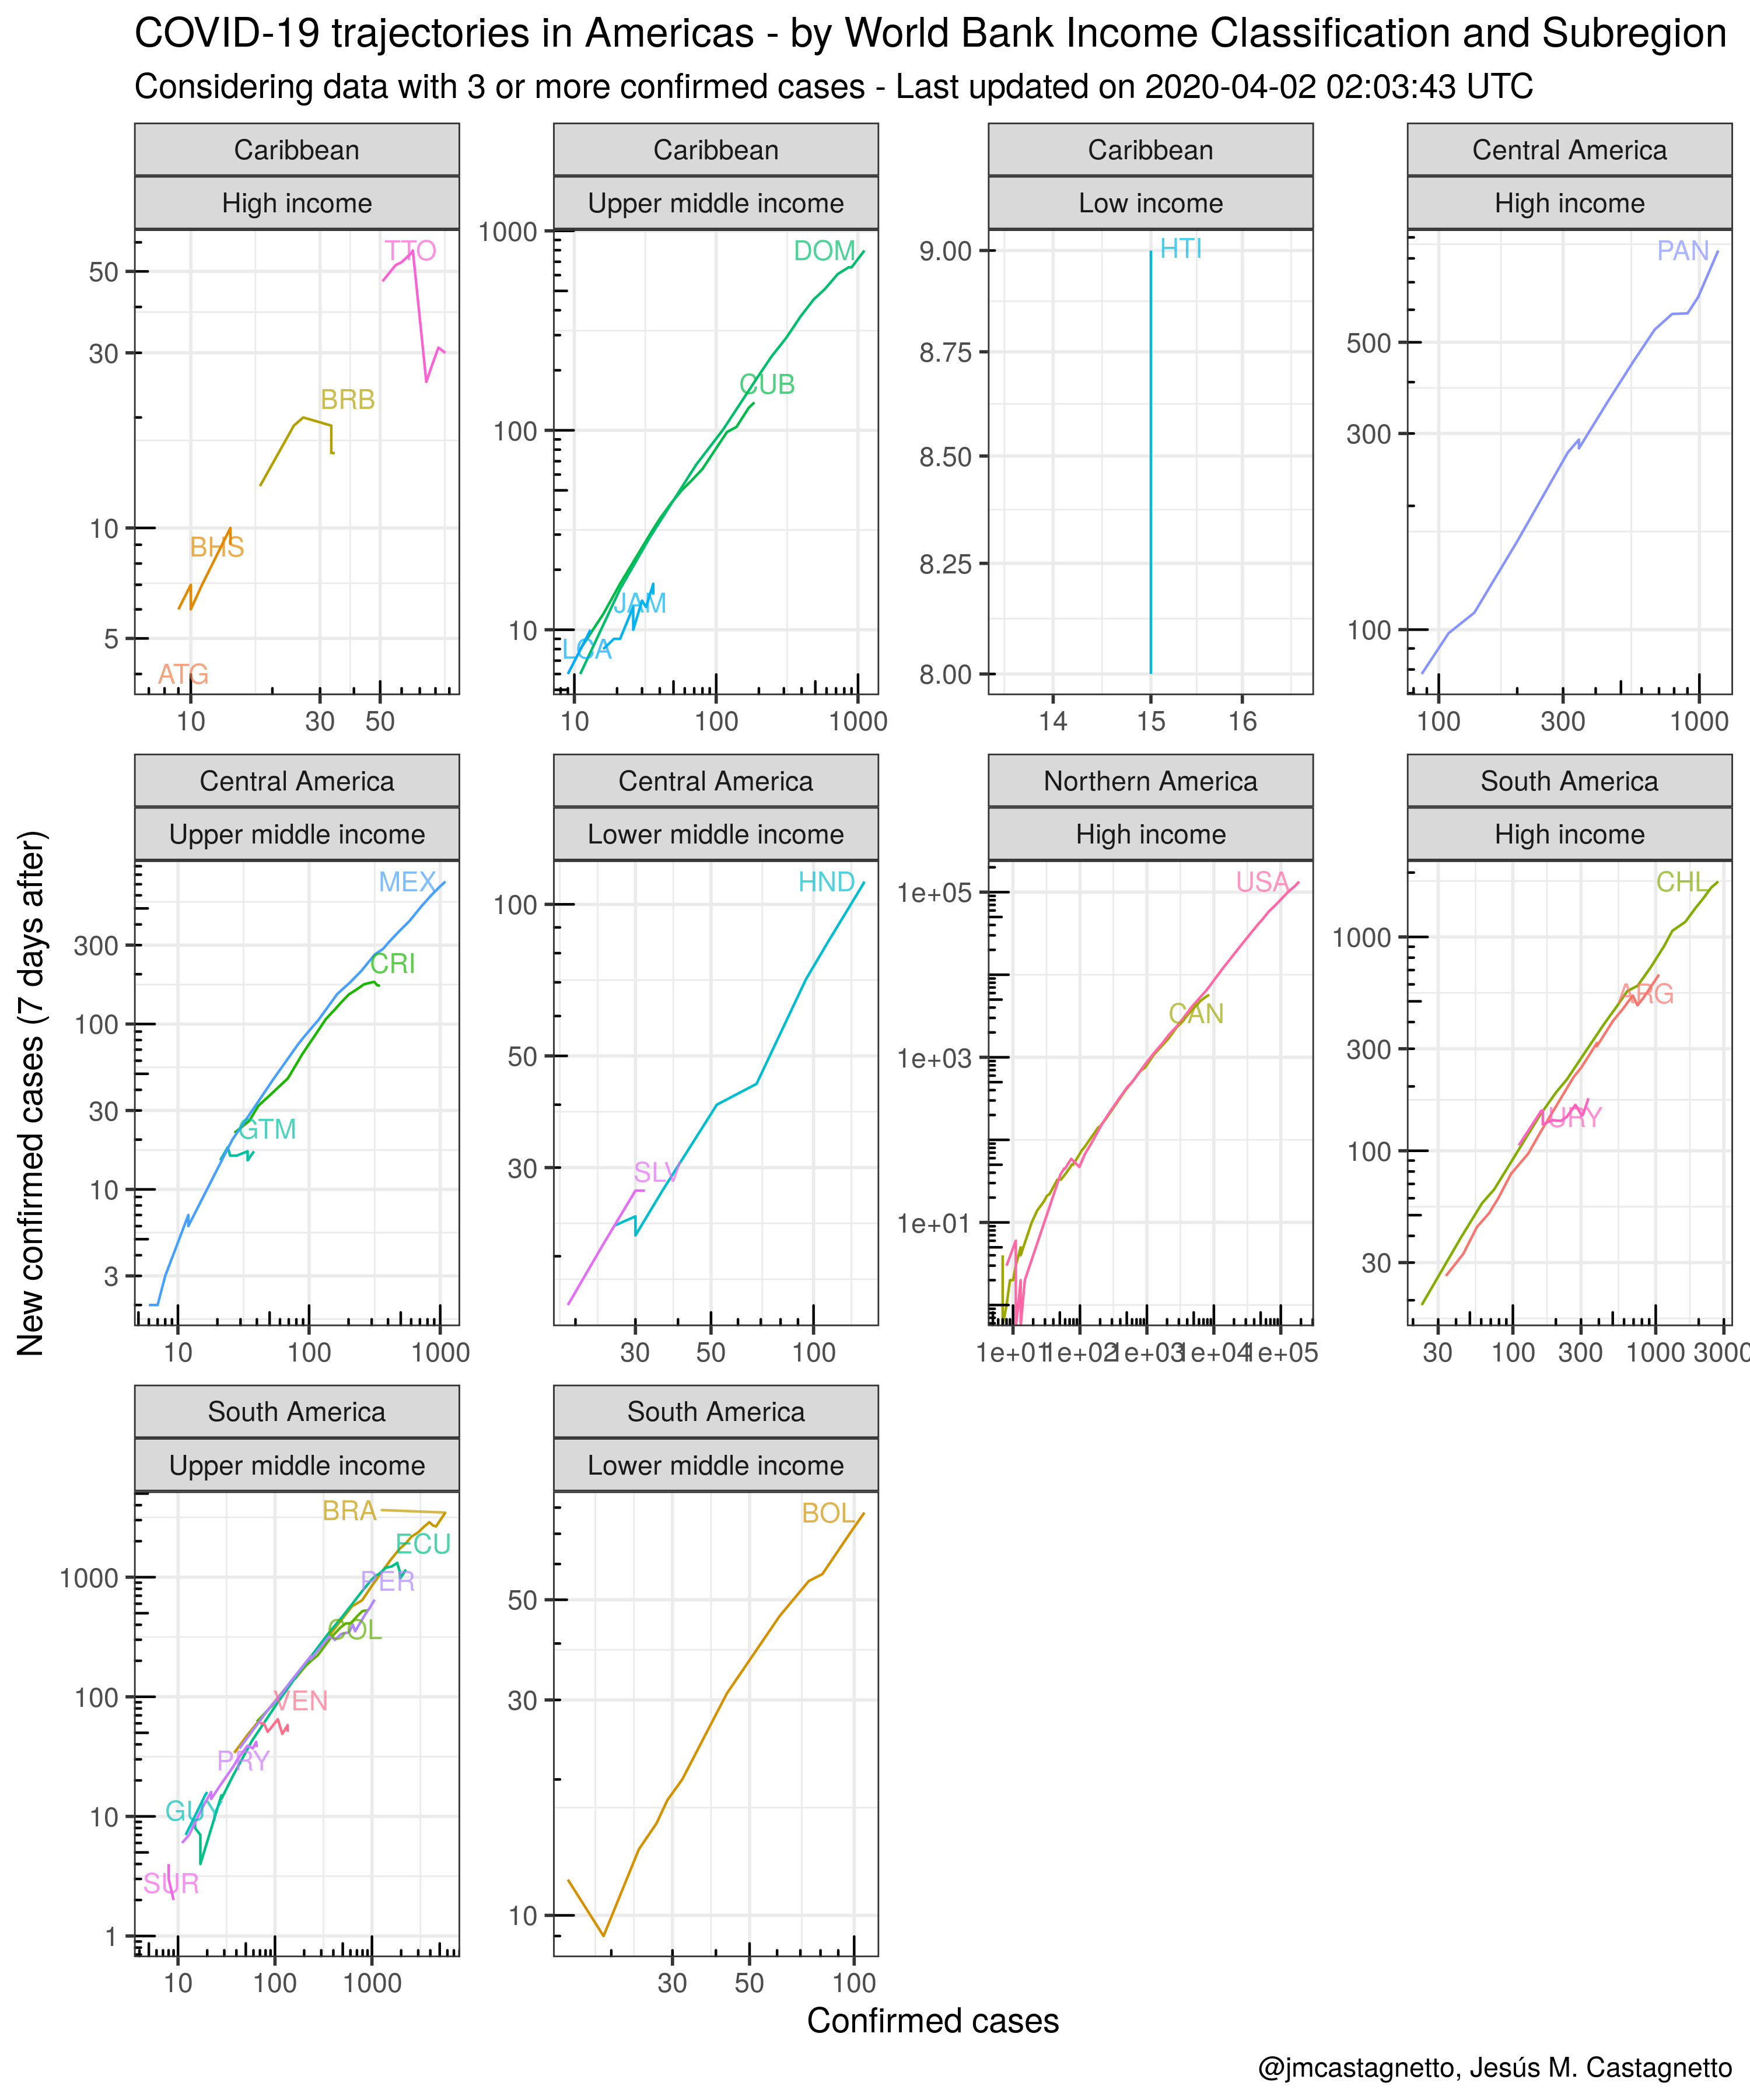 COVID-19 trajectories in Americas - by World Bank Income Classification and Subregion
Considering data with 3 or more confirmed cases - Last updated on 2020-04-02 02:03:43 UTC
Caribbean
High income
50
30
10
5
TTO
BRB
BHS
ATG
10 30 50
Caribbean
Upper middle income
1000
100
10
DOM
CUB
JAM
LCA
10 100 1000
Caribbean
Low income
9.00
8.75
8.50
8.25
8.00
HTI
14 15 16
Central America
High income
500
300
100
PAN
100 300 1000
New confirmed cases (7 days after)
Central America
Upper middle income
300
100
30
10
3
MEX
CRI
GTM
10 100 1000
Central America
Lower middle income
100
50
30
HND
SLV
30 50 100
Northern America
High income
1e+05
1e+03
1e+01
USA
CAN
1e+01 1e+02 1e+03 1e+04 1e+05
South America
High income
1000
300
100
30
CHL
ARG
URY
30 100 300 1000 3000
South America
Upper middle income
1000
100
10
1
BRA
ECU
PER
COL
VEN
PRY
GUY
SUR
10 100 1000
South America
Lower middle income
50
30
10
BOL
30 50 100
Confirmed cases
@jmcastagnetto, Jesús M. Castagnetto